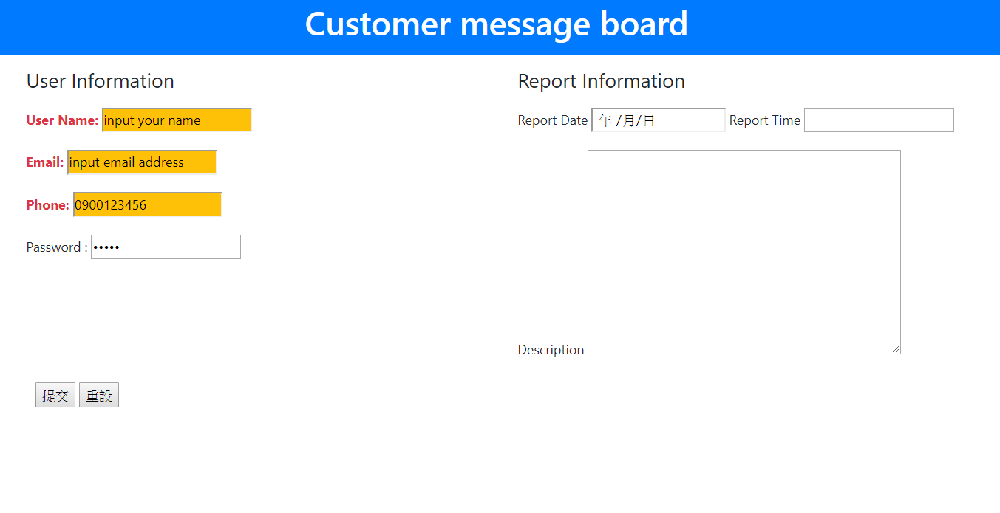 Customer message board
User Information
User Name: input your name
Email: input email address
Phone: 0900123456
Password : •••••
Report Information
Report Date 年 /月/日 Report Time
Description
提交 重設